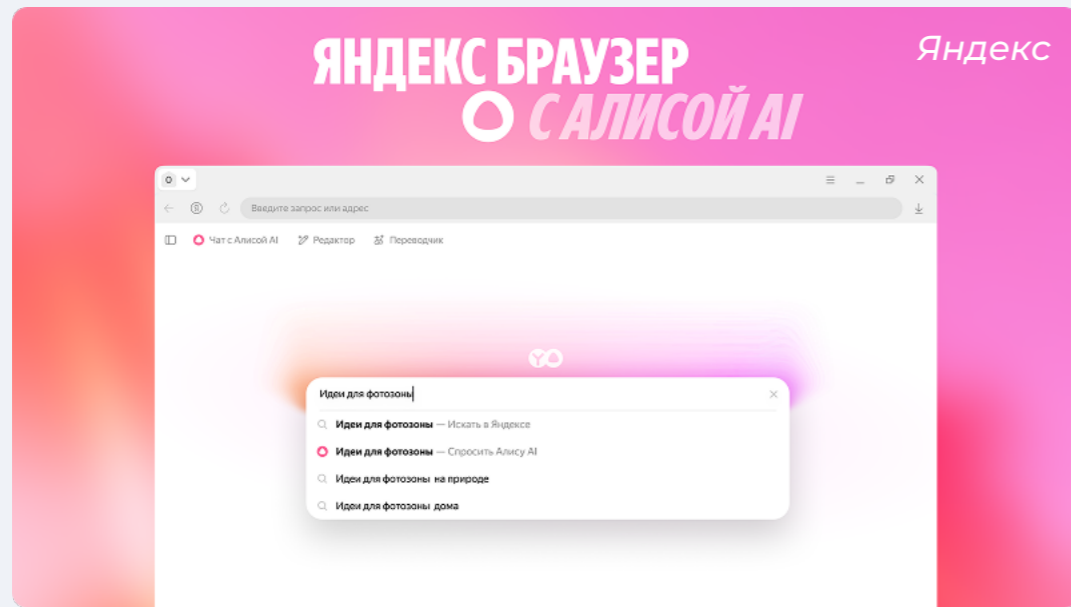 ЯНДЕКС БРАУЗЕР
С АЛИСОЙ AI
Яндекс
Введите запрос или адрес
Чат с Алисой AI Редактор Переводчик
Идеи для фотозоны
Идеи для фотозоны — Искать в Яндексе
Идеи для фотозоны — Спросить Алису AI
Идеи для фотозоны на природе
Идеи для фотозоны дома